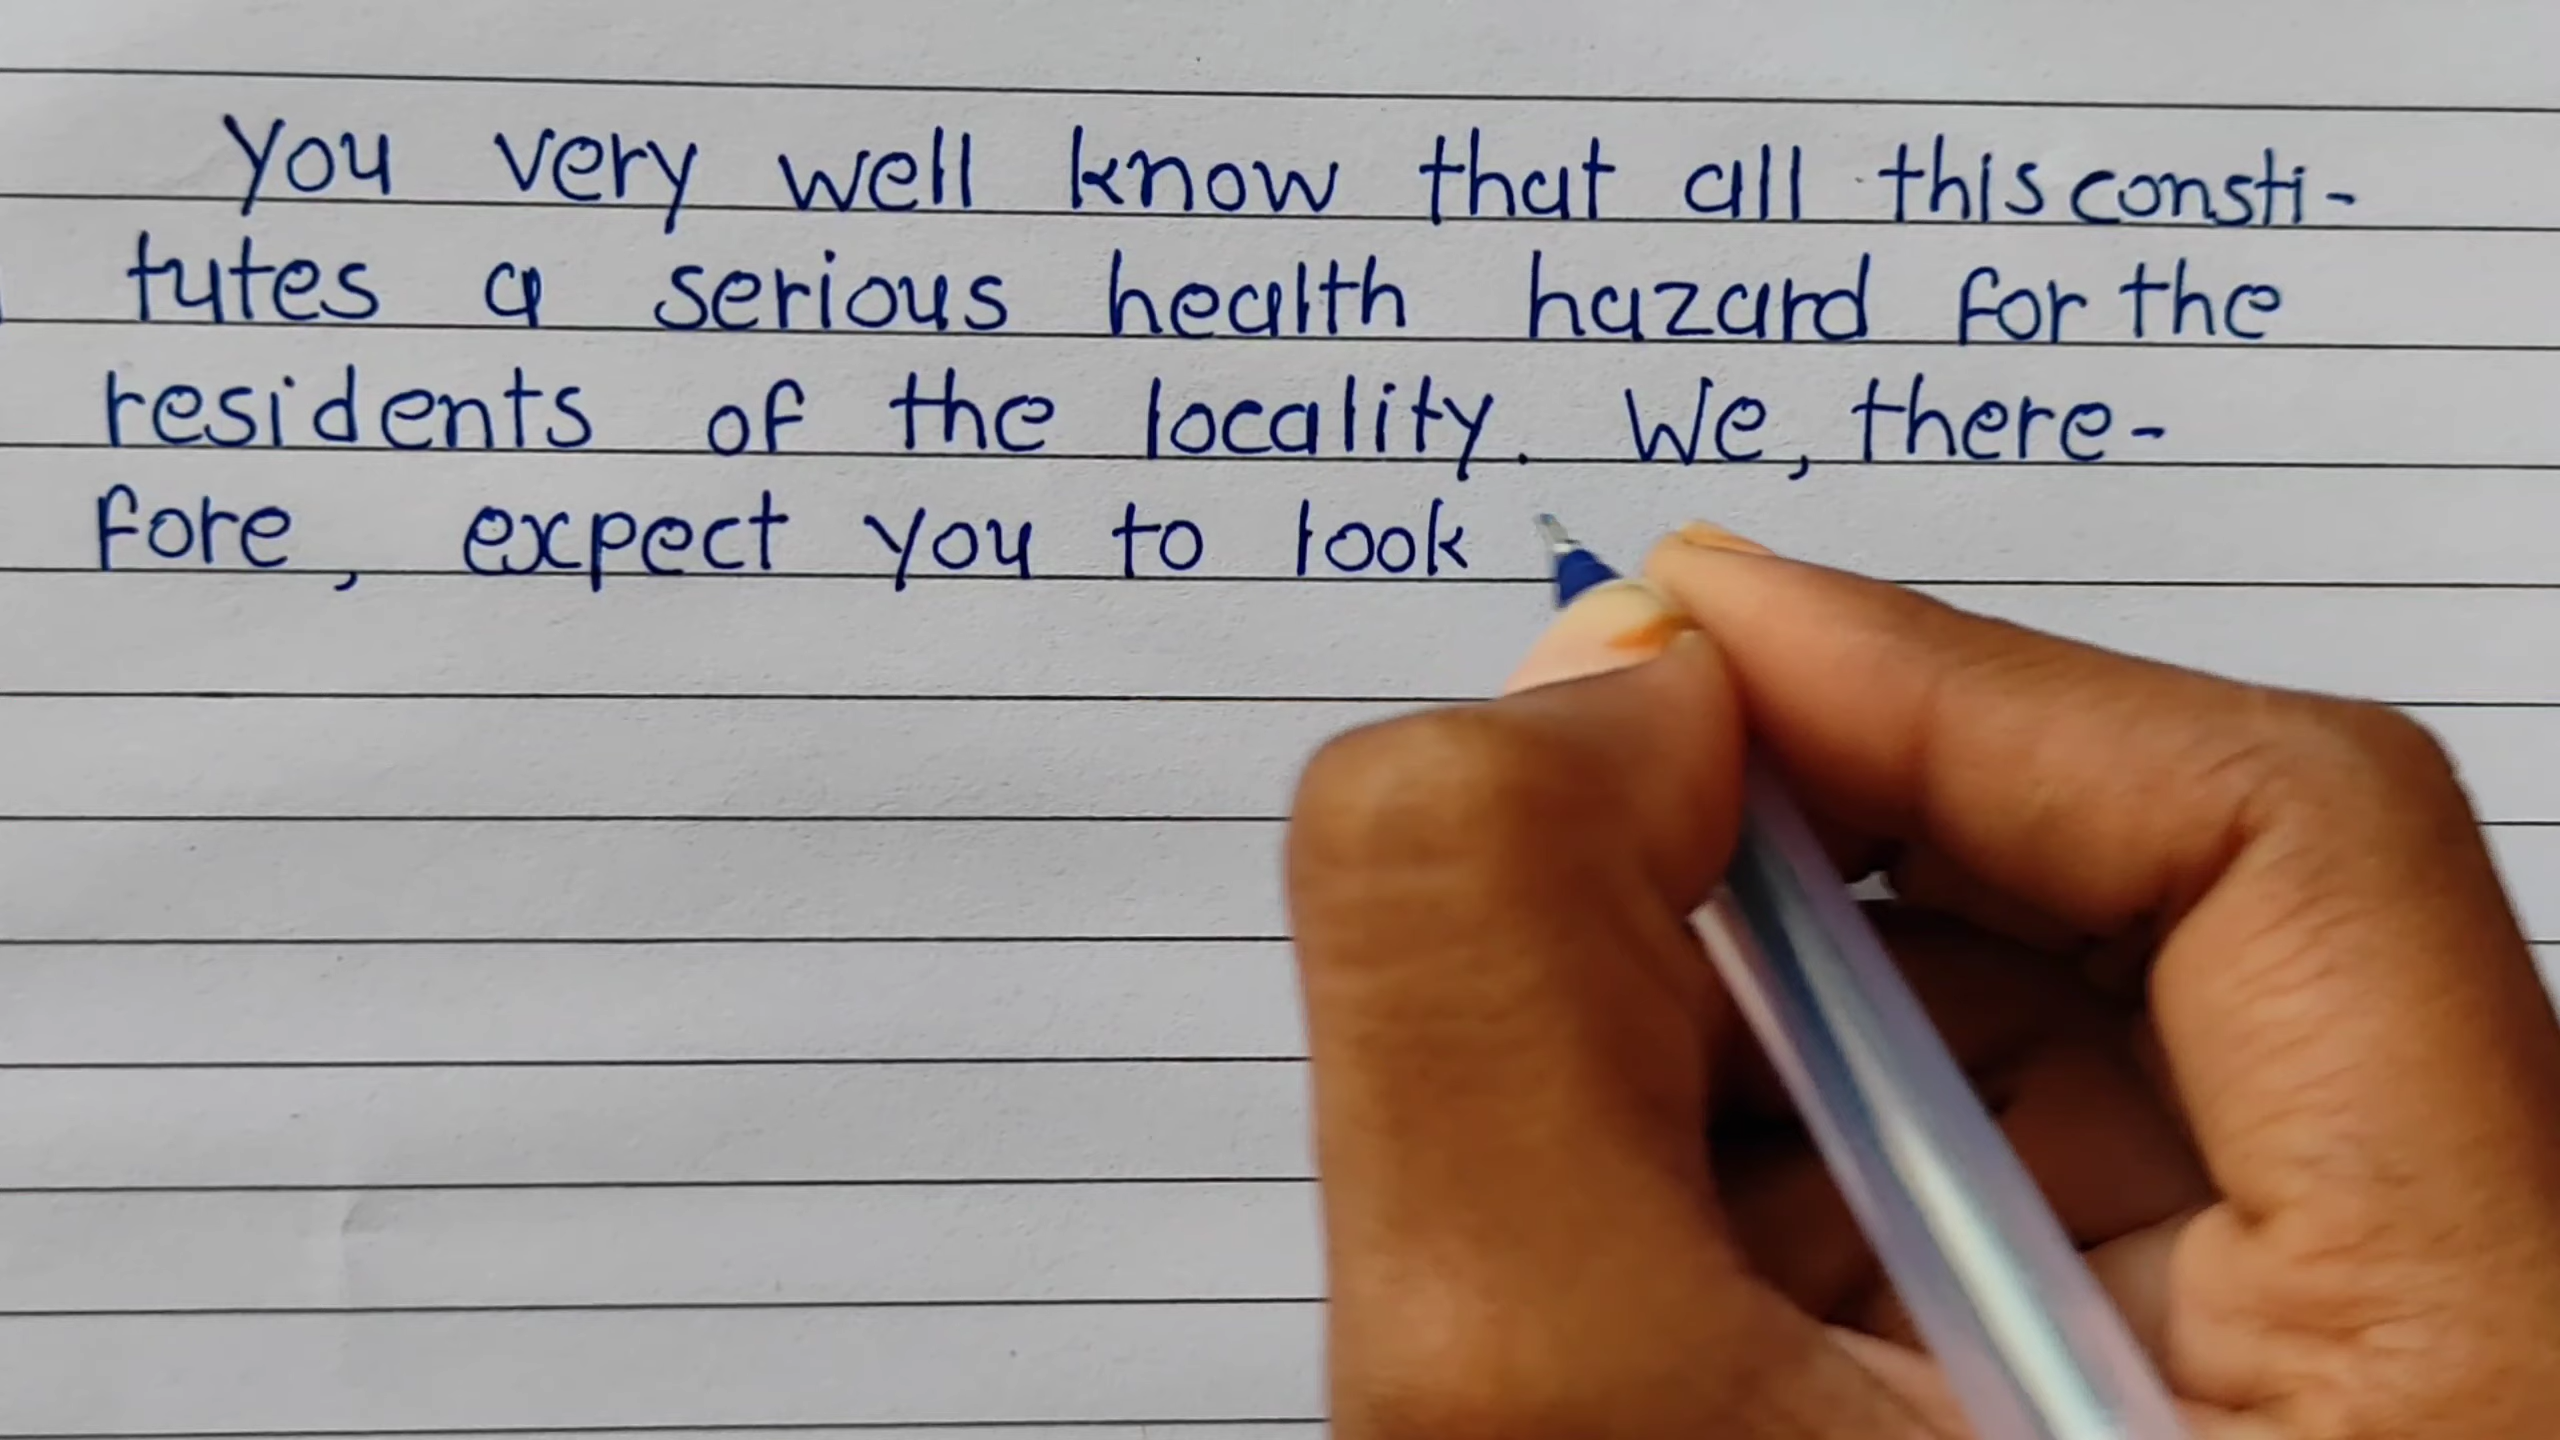 You very well know that all this consti-
tutes a serious health hazard for the
residents of the locality. We, there-
fore, expect you to look